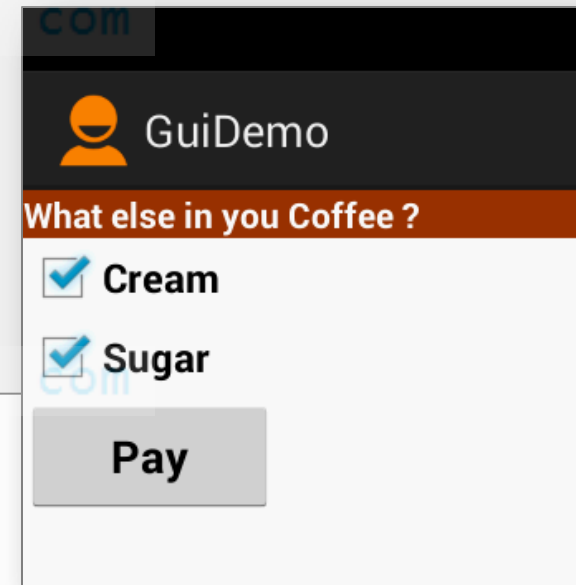 com
GuiDemo
What else in you Coffee ?
Cream
Sugar
com
Pay